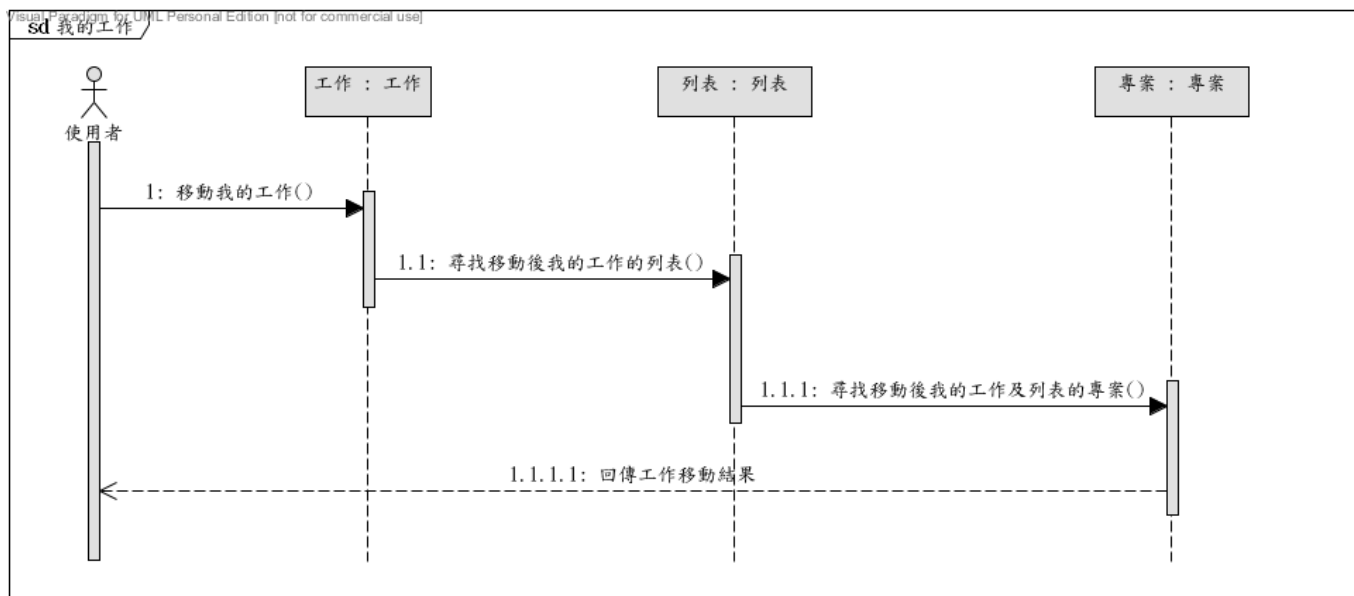 Visual Paradigm for UML Personal Edition [not for commercial use]
sd 我的工作
工作 : 工作
列表 : 列表
專案 : 專案
使用者
1: 移動我的工作()
1.1: 尋找移動後我的工作的列表()
1.1.1: 尋找移動後我的工作及列表的專案()
1.1.1.1: 回傳工作移動結果